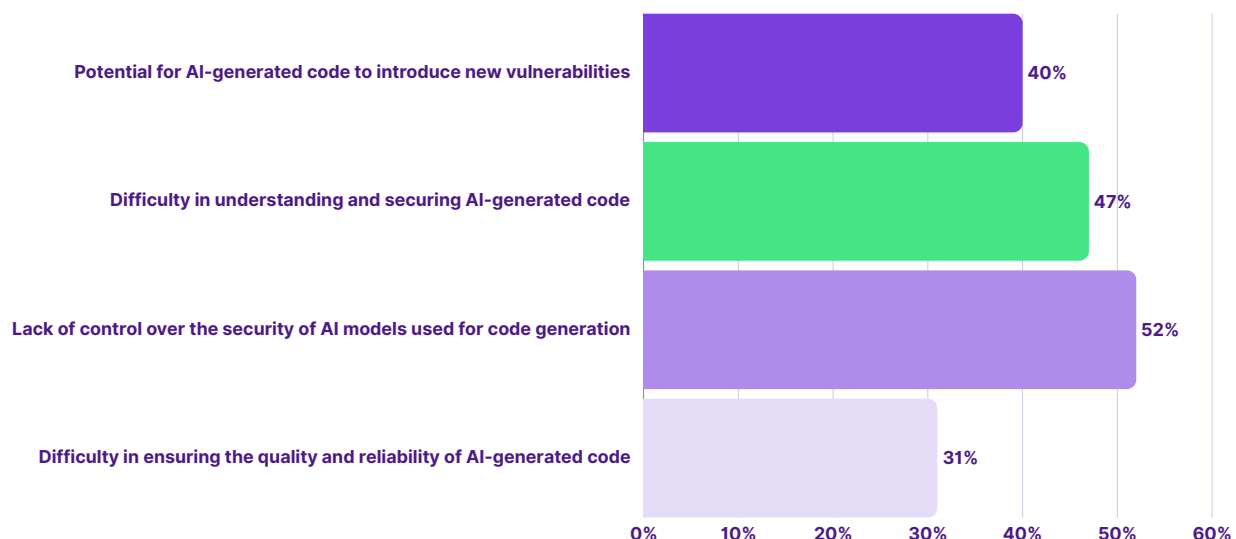 Potential for AI-generated code to introduce new vulnerabilities
40%
Difficulty in understanding and securing AI-generated code
47%
Lack of control over the security of AI models used for code generation
52%
Difficulty in ensuring the quality and reliability of AI-generated code
31%
0% 10% 20% 30% 40% 50% 60%